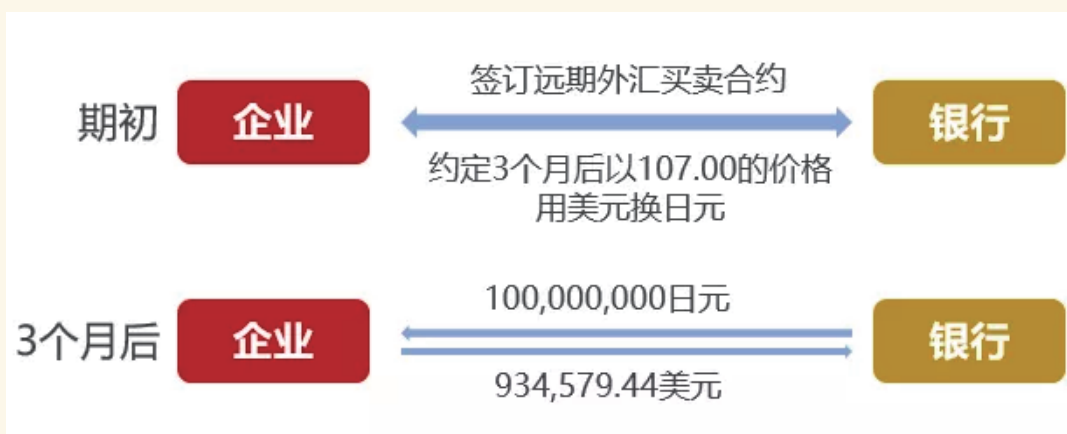 签订远期外汇买卖合约
期初 企业 银行
约定3个月后以107.00的价格
用美元换日元
100,000,000日元
3个月后 企业 银行
934,579.44美元